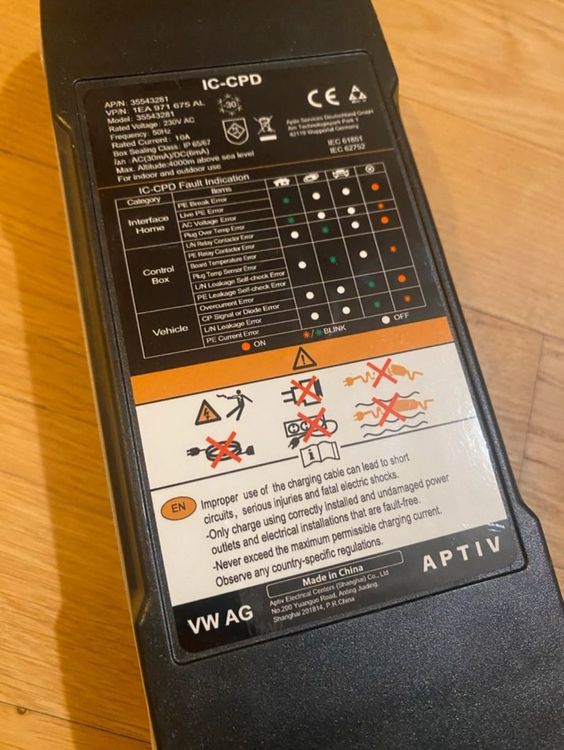 IC-CPD
AP/N: 35543281
VP/N: 1EA 971 675 AL
Model: 35543281
Rated Voltage: 230V AC
Frequency: 50Hz
Rated Current: 10A
Box Sealing Class: IP 65/67
I∆n: AC(30mA)/DC(6mA)
Max. Altitude:4000m above sea level
For indoor and outdoor use
-30
CE
Aptiv Services Deutschland GmbH
Am Technologiepark 1
42119 Wuppertal Germany
IEC 61851
IEC 62752
IC-CPD Fault Indication
Category
Items
Interface Home
PE Break Error
Live PE Error
AC Voltage Error
Plug Over Temp Error
Control Box
L/N Relay Contactor Error
PE Relay Contactor Error
Board Temperature Error
Plug Temp Sensor Error
L/N Leakage Self-check Error
PE Leakage Self-check Error
Vehicle
Overcurrent Error
CP Signal or Diode Error
L/N Leakage Error
PE Current Error
ON
/ BLINK
OFF
EN
Improper use of the charging cable can lead to short
circuits, serious injuries and fatal electric shocks.
-Only charge using correctly installed and undamaged power
outlets and electrical installations that are fault-free.
-Never exceed the maximum permissible charging current.
Observe any country-specific regulations.
VW AG
Made in China
Aptiv Electrical Centers (Shanghai) Co., Ltd
No.200 Yuanguo Road, Anting Jiading,
Shanghai 201814, P.R.China
APTIV